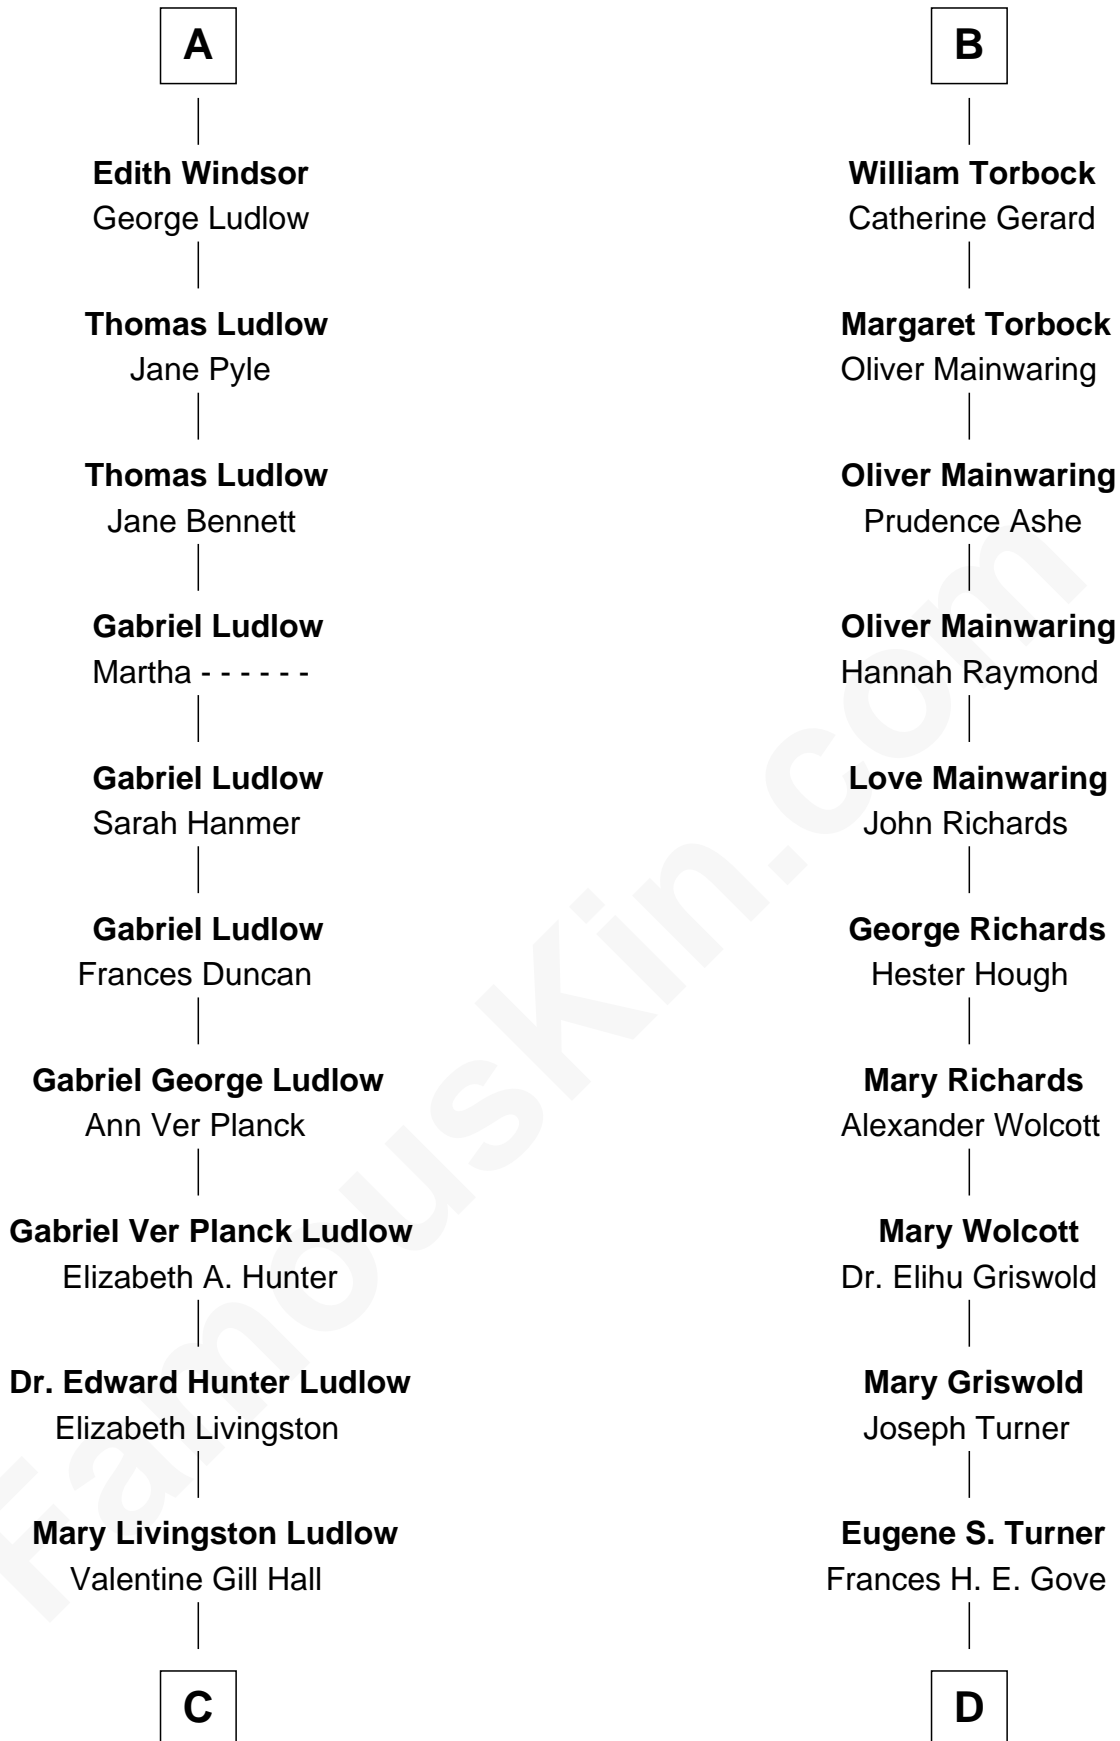 A
Edith Windsor
George Ludlow
Thomas Ludlow
Jane Pyle
Thomas Ludlow
Jane Bennett
Gabriel Ludlow
Martha - - - - - -
Gabriel Ludlow
Sarah Hanmer
Gabriel Ludlow
Frances Duncan
Gabriel George Ludlow
Ann Ver Planck
Gabriel Ver Planck Ludlow
Elizabeth A. Hunter
Dr. Edward Hunter Ludlow
Elizabeth Livingston
Mary Livingston Ludlow
Valentine Gill Hall
C
B
William Torbock
Catherine Gerard
Margaret Torbock
Oliver Mainwaring
Oliver Mainwaring
Prudence Ashe
Oliver Mainwaring
Hannah Raymond
Love Mainwaring
John Richards
George Richards
Hester Hough
Mary Richards
Alexander Wolcott
Mary Wolcott
Dr. Elihu Griswold
Mary Griswold
Joseph Turner
Eugene S. Turner
Frances H. E. Gove
D
FamousKin.com